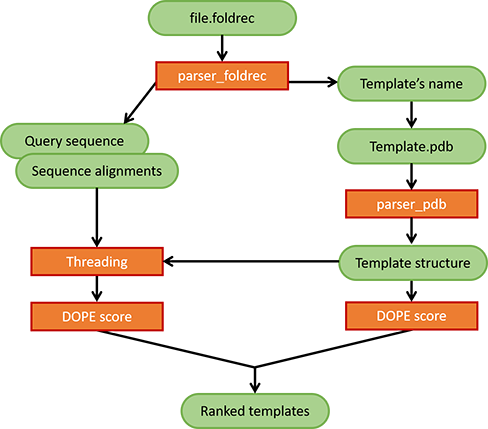 file.foldrec
parser_foldrec
Template's name
Query sequence
Template.pdb
Sequence alignments
parser_pdb
Threading
Template structure
DOPE score
DOPE score
Ranked templates